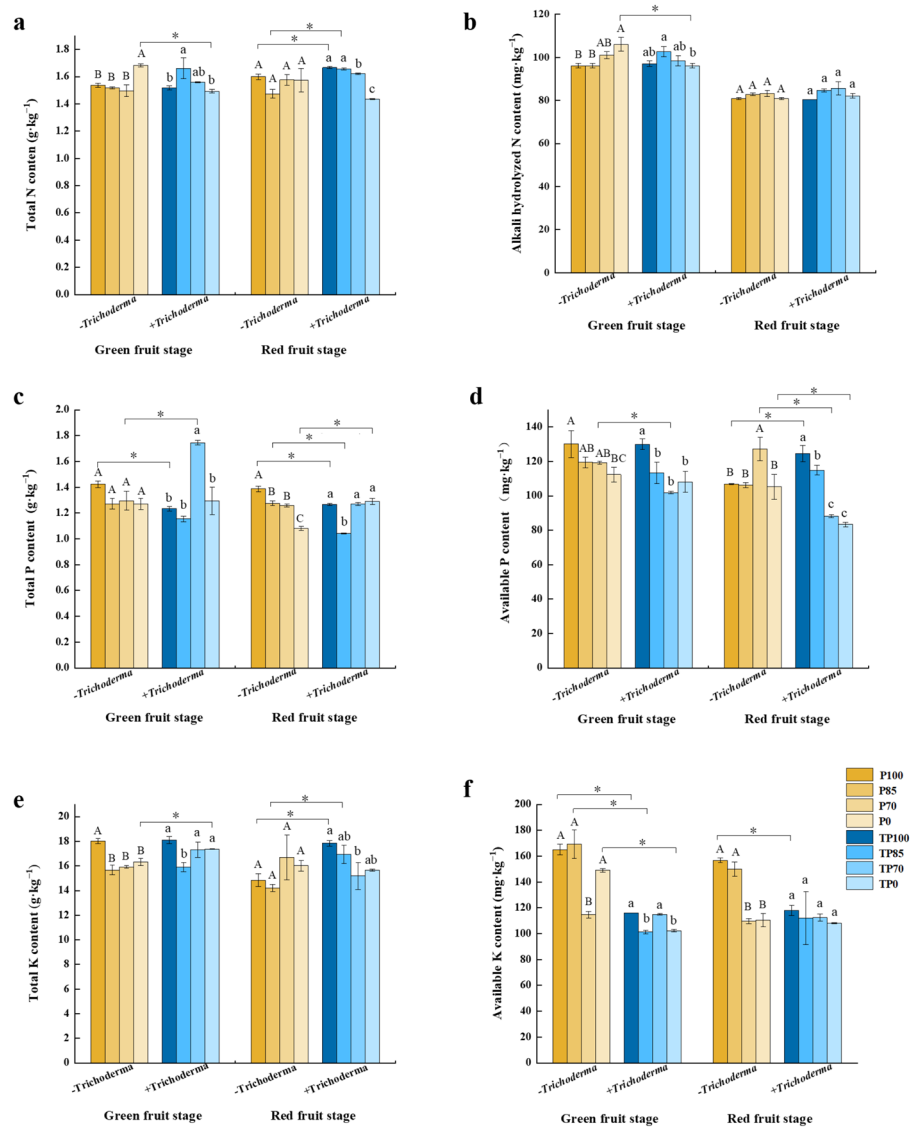 a
Total N conten (g·kg⁻¹)
1.8
1.6
1.4
1.2
1.0
0.8
0.6
0.4
0.2
0.0
B B B A
b a ab b
*
A A A A
a a b c
*
*
-Trichoderma +Trichoderma -Trichoderma +Trichoderma
Green fruit stage Red fruit stage
b
Alkali hydrolyzed N content (mg·kg⁻¹)
120
100
80
60
40
20
0
B B AB A
ab a ab b
*
A A A A
a a a a
-Trichoderma +Trichoderma -Trichoderma +Trichoderma
Green fruit stage Red fruit stage
c
Total P content (g·kg⁻¹)
2.0
1.8
1.6
1.4
1.2
1.0
0.8
0.6
0.4
0.2
0.0
A A A A
b b a b
*
*
A B B C
a b a a
*
*
*
-Trichoderma +Trichoderma -Trichoderma +Trichoderma
Green fruit stage Red fruit stage
d
Available P content （mg·kg⁻¹)
140
120
100
80
60
40
20
0
A AB AB BC
a b b b
*
B B A B
a b c c
*
*
*
-Trichoderma +Trichoderma -Trichoderma +Trichoderma
Green fruit stage Red fruit stage
e
Total K content (g·kg⁻¹)
20
18
16
14
12
10
8
6
4
2
0
A B B B
a b a a
*
A A A A
a ab b ab
*
*
-Trichoderma +Trichoderma -Trichoderma +Trichoderma
Green fruit stage Red fruit stage
f
Available K content (mg·kg⁻¹)
200
180
160
140
120
100
80
60
40
20
0
A A B A
a b a b
*
*
*
A A B B
a a a a
*
-Trichoderma +Trichoderma -Trichoderma +Trichoderma
Green fruit stage Red fruit stage
P100
P85
P70
P0
TP100
TP85
TP70
TP0